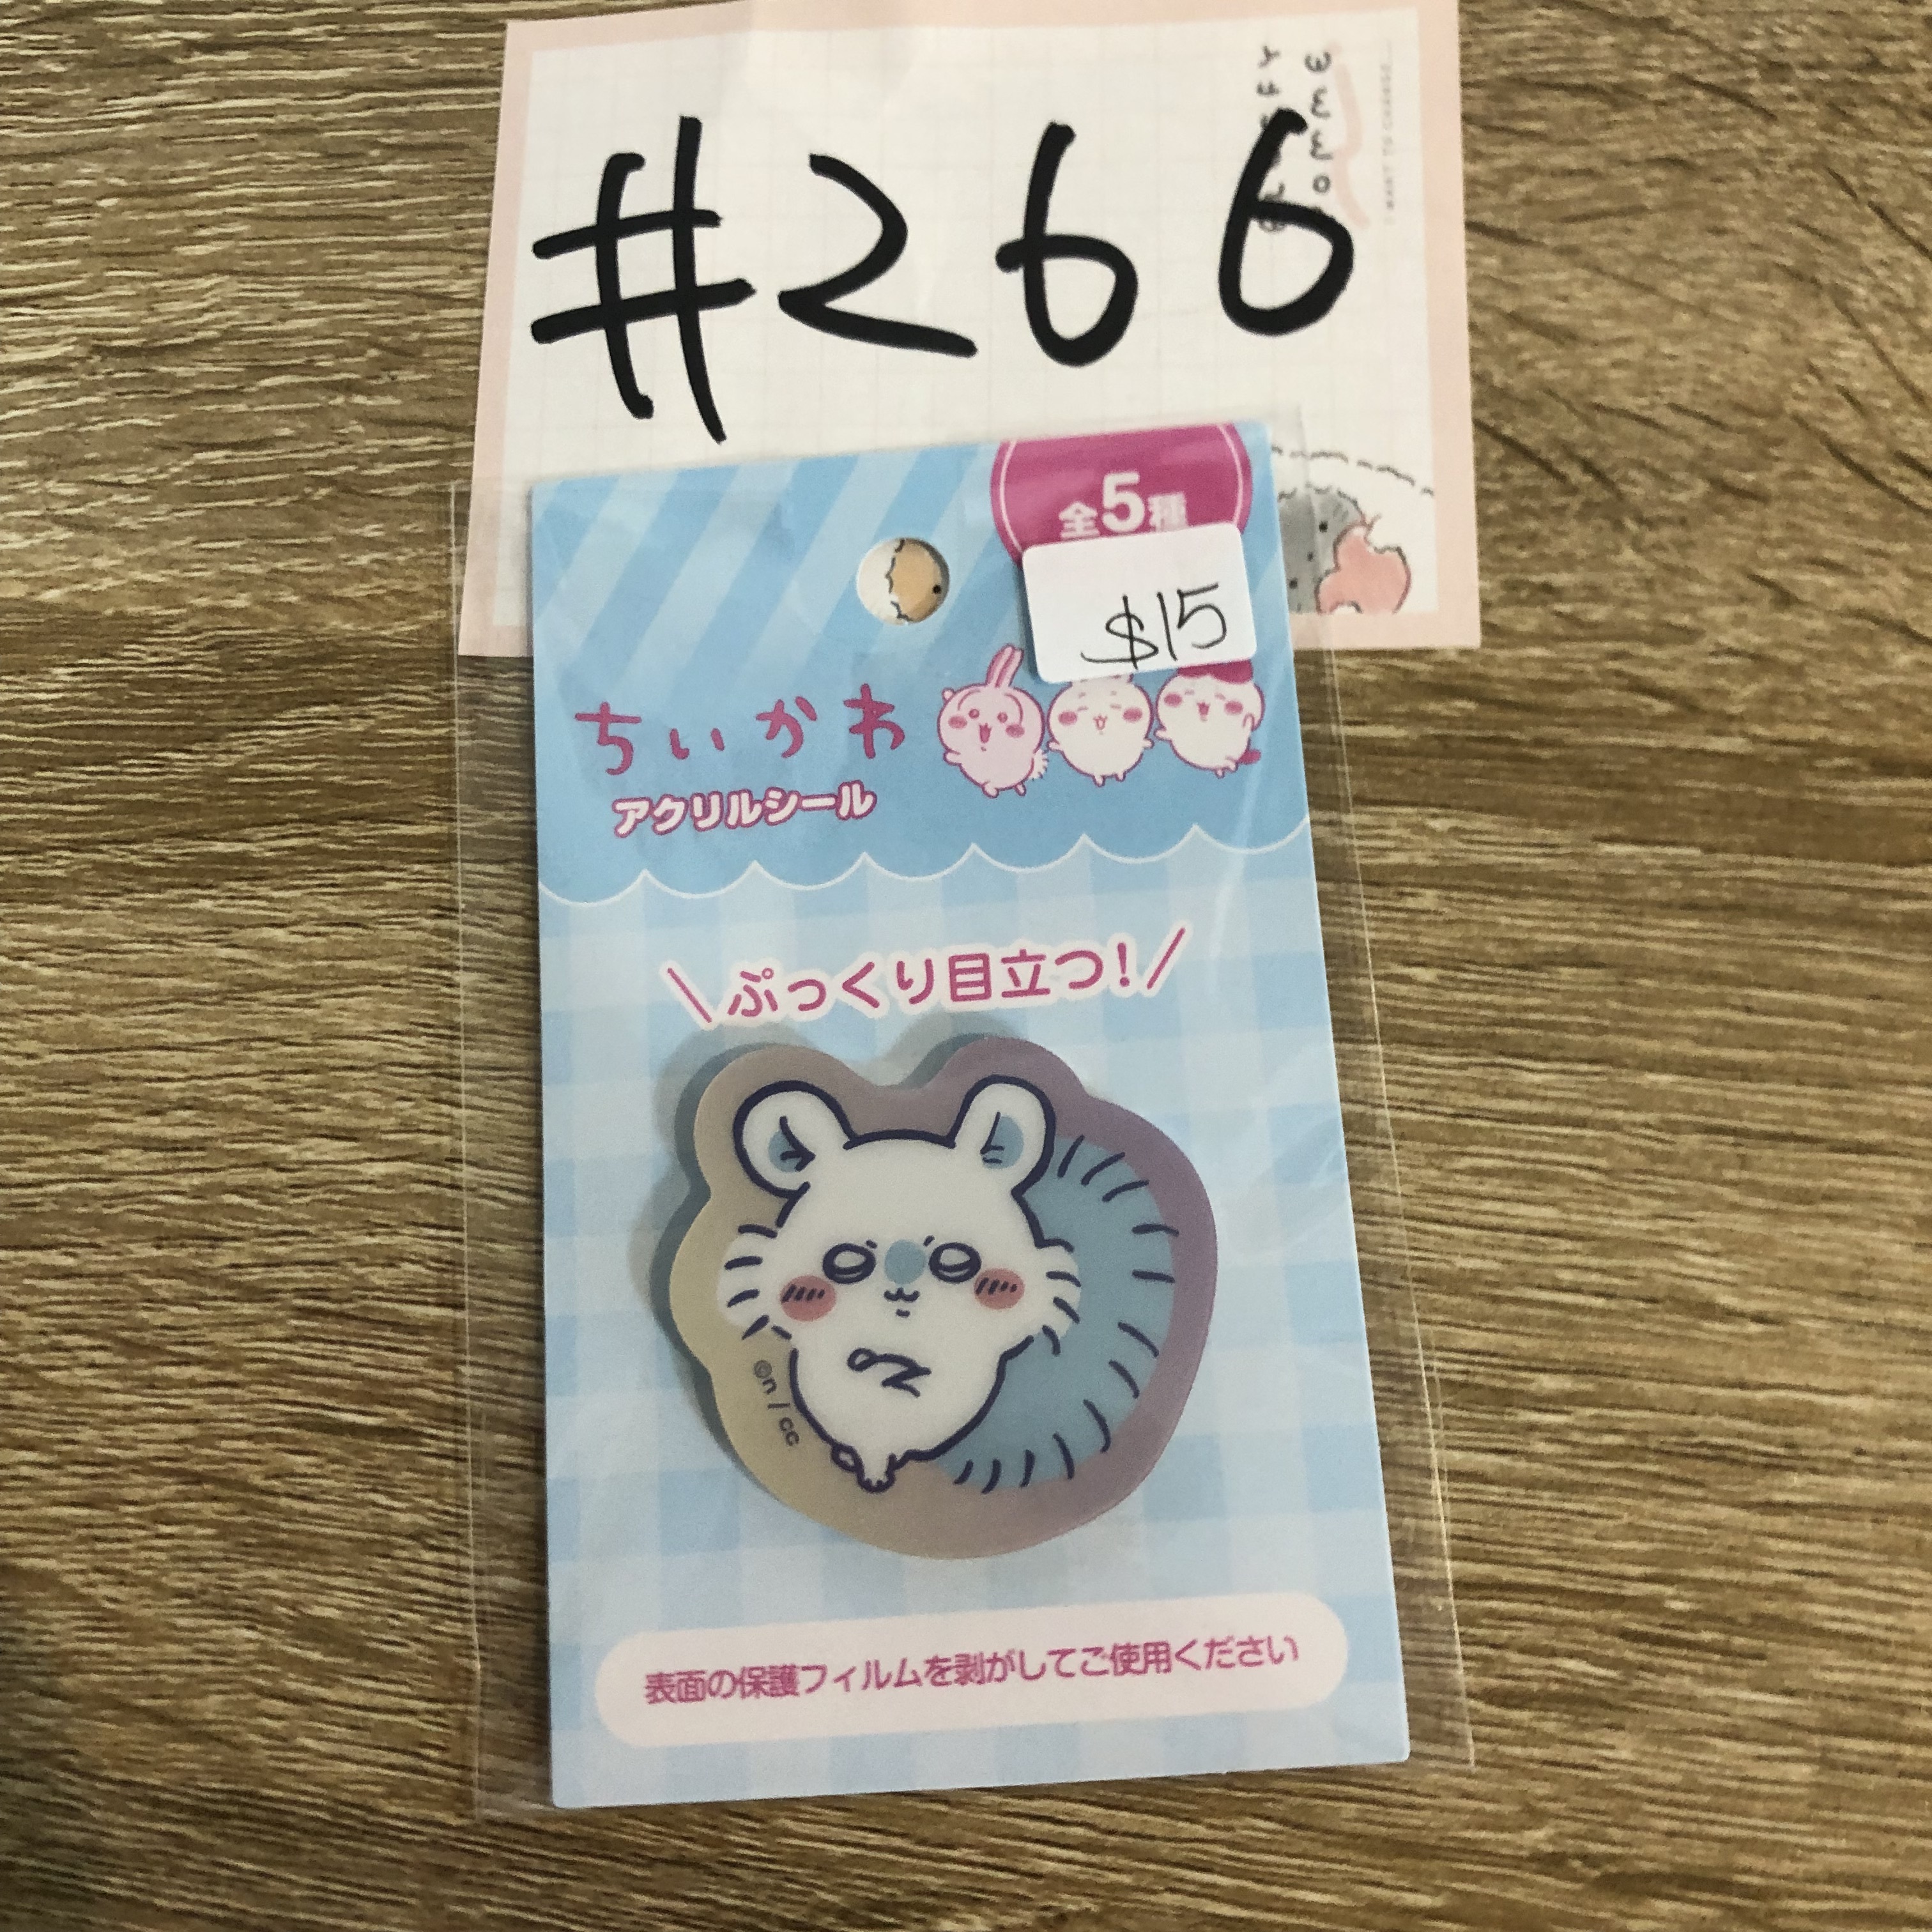 #266
全5種
$15
ちいかわ
アクリルシール
ぷっくり目立つ!
©n/cc
表面の保護フィルムを剥がしてご使用ください